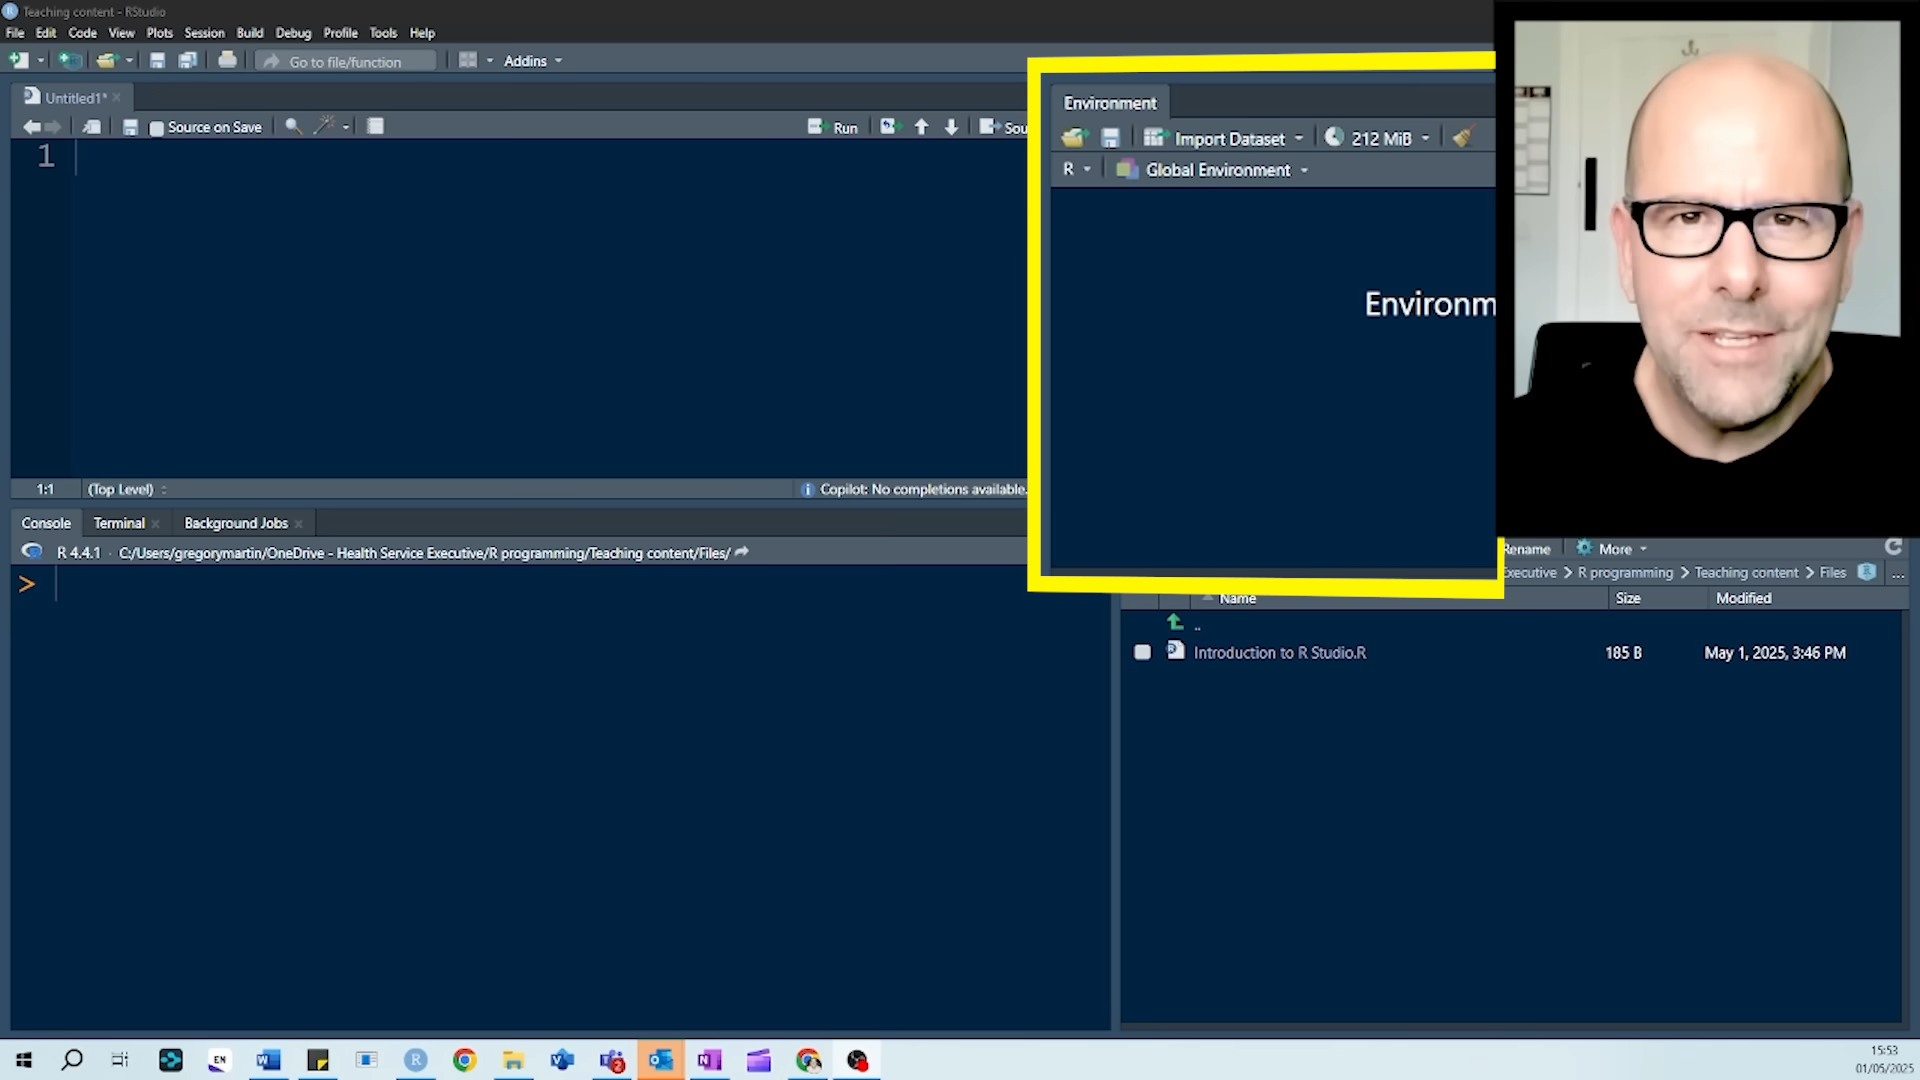 Teaching content - RStudio
File Edit Code View Plots Session Build Debug Profile Tools Help
Go to file/function Addins
Untitled1*
Source on Save Run Sou
1
1:1 (Top Level) Copilot: No completions available.
Environment
Import Dataset 212 MiB
R Global Environment
Environm
Console Terminal Background Jobs
R 4.4.1 · C:/Users/gregorymartin/OneDrive - Health Service Executive/R programming/Teaching content/Files/
>
Rename More
Executive R programming Teaching content Files ...
Name Size Modified
..
Introduction to R Studio.R 185 B May 1, 2025, 3:46 PM
EN
15:53
01/05/2025